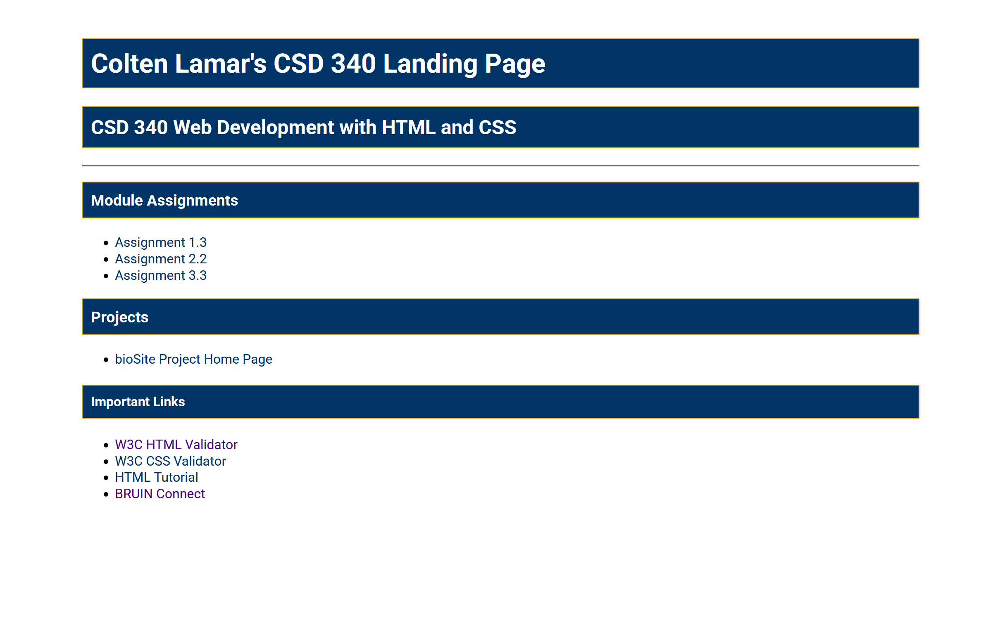 Colten Lamar's CSD 340 Landing Page
CSD 340 Web Development with HTML and CSS
Module Assignments
Assignment 1.3
Assignment 2.2
Assignment 3.3
Projects
bioSite Project Home Page
Important Links
W3C HTML Validator
W3C CSS Validator
HTML Tutorial
BRUIN Connect